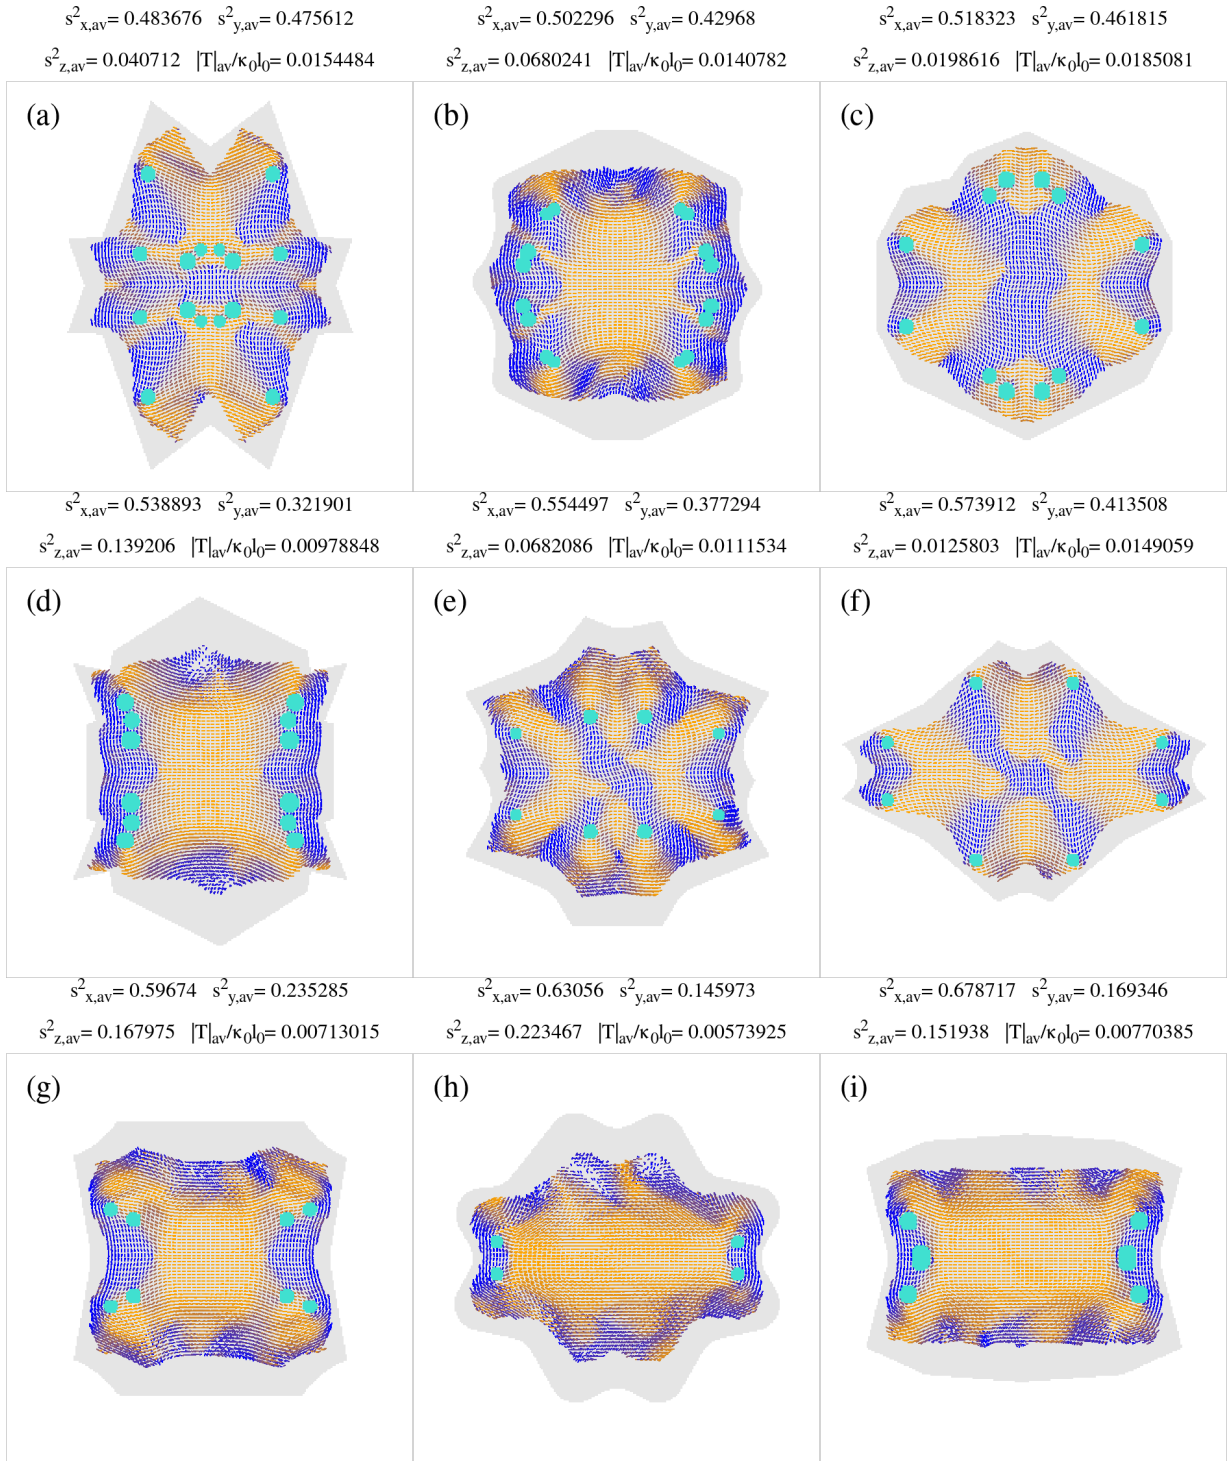 s²x,av= 0.483676 s²y,av= 0.475612
s²z,av= 0.040712 |T|av/κ0l0= 0.0154484
(a)
s²x,av= 0.502296 s²y,av= 0.42968
s²z,av= 0.0680241 |T|av/κ0l0= 0.0140782
(b)
s²x,av= 0.518323 s²y,av= 0.461815
s²z,av= 0.0198616 |T|av/κ0l0= 0.0185081
(c)
s²x,av= 0.538893 s²y,av= 0.321901
s²z,av= 0.139206 |T|av/κ0l0= 0.00978848
(d)
s²x,av= 0.554497 s²y,av= 0.377294
s²z,av= 0.0682086 |T|av/κ0l0= 0.0111534
(e)
s²x,av= 0.573912 s²y,av= 0.413508
s²z,av= 0.0125803 |T|av/κ0l0= 0.0149059
(f)
s²x,av= 0.59674 s²y,av= 0.235285
s²z,av= 0.167975 |T|av/κ0l0= 0.00713015
(g)
s²x,av= 0.63056 s²y,av= 0.145973
s²z,av= 0.223467 |T|av/κ0l0= 0.00573925
(h)
s²x,av= 0.678717 s²y,av= 0.169346
s²z,av= 0.151938 |T|av/κ0l0= 0.00770385
(i)